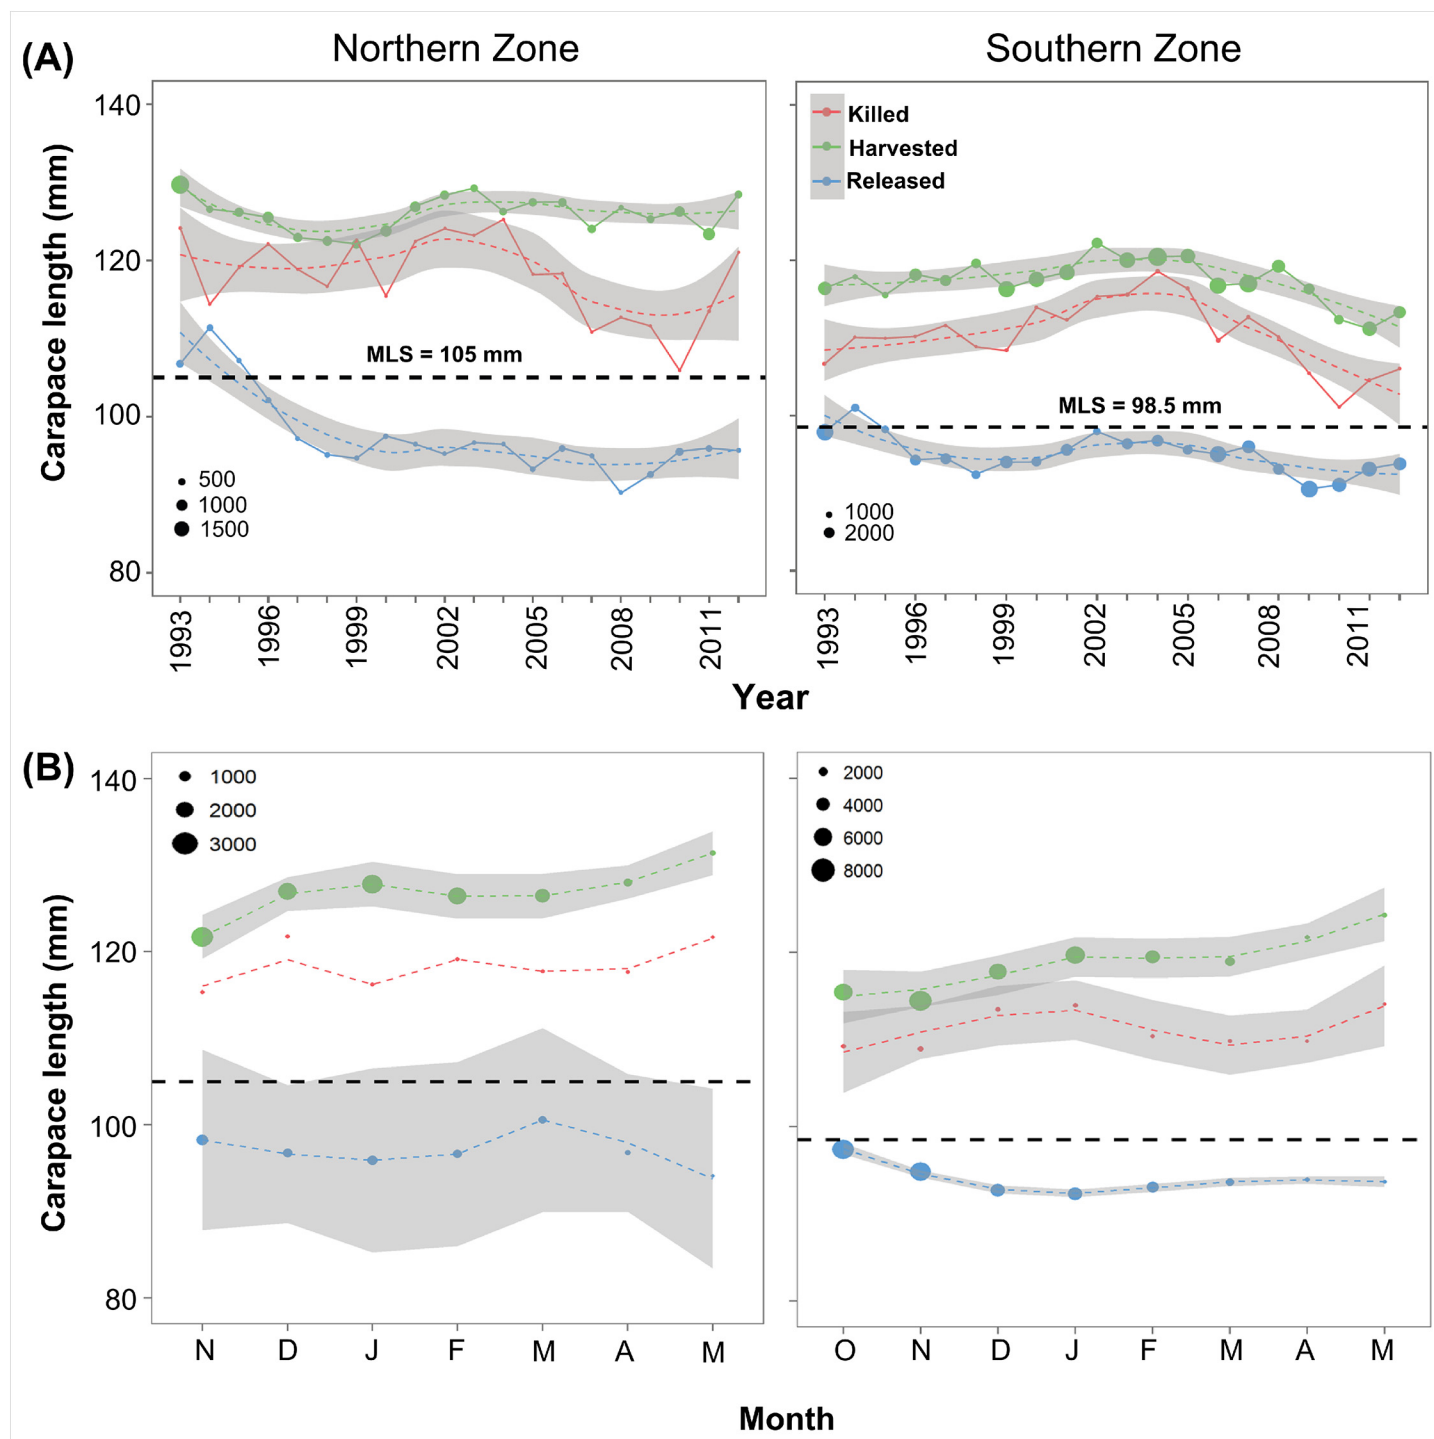 (A)
Northern Zone
Southern Zone
Carapace length (mm)
140
120
100
80
MLS = 105 mm
500
1000
1500
Killed
Harvested
Released
MLS = 98.5 mm
1000
2000
1993
1996
1999
2002
2005
2008
2011
1993
1996
1999
2002
2005
2008
2011
Year
(B)
Carapace length (mm)
140
120
100
80
1000
2000
3000
2000
4000
6000
8000
N D J F M A M
O N D J F M A M
Month